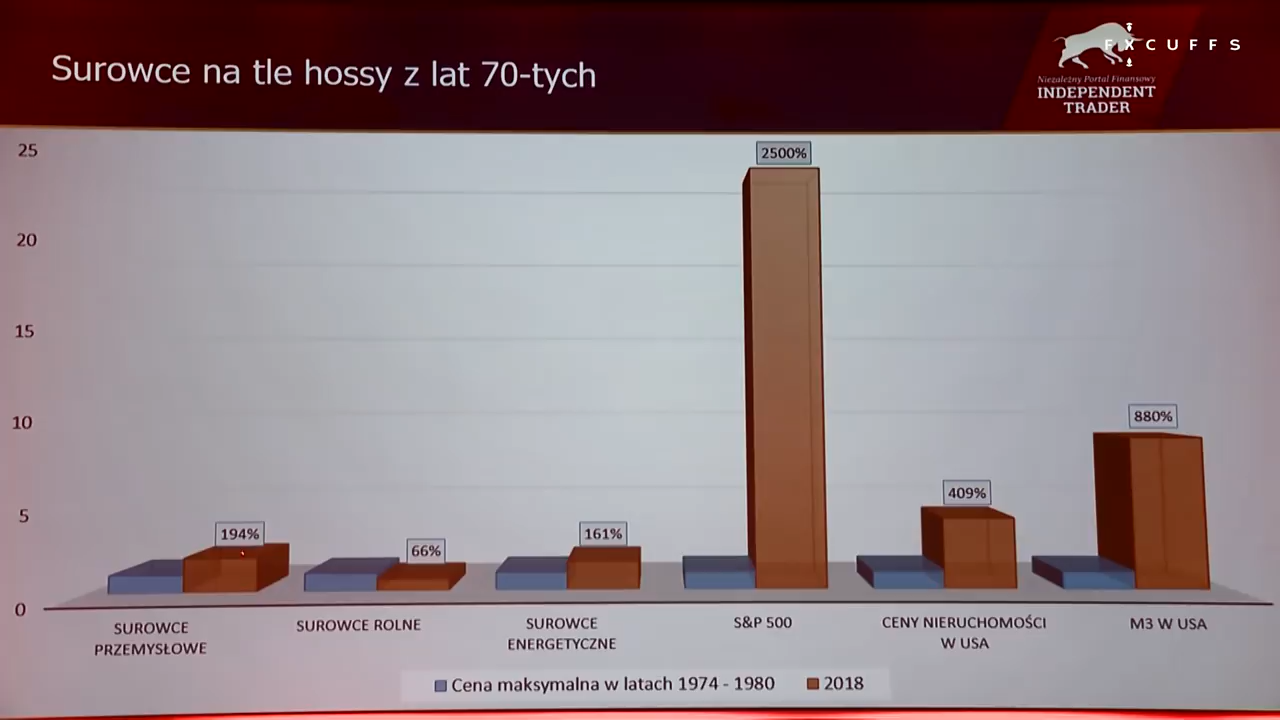 Surowce na tle hossy z lat 70-tych
FXCUFFS
Niezależny Portal Finansowy
INDEPENDENT
TRADER
25
20
15
10
5
0
2500%
880%
409%
194%
66%
161%
SUROWCE
PRZEMYSŁOWE
SUROWCE ROLNE
SUROWCE
ENERGETYCZNE
S&P 500
CENY NIERUCHOMOŚCI
W USA
M3 W USA
Cena maksymalna w latach 1974 - 1980
2018